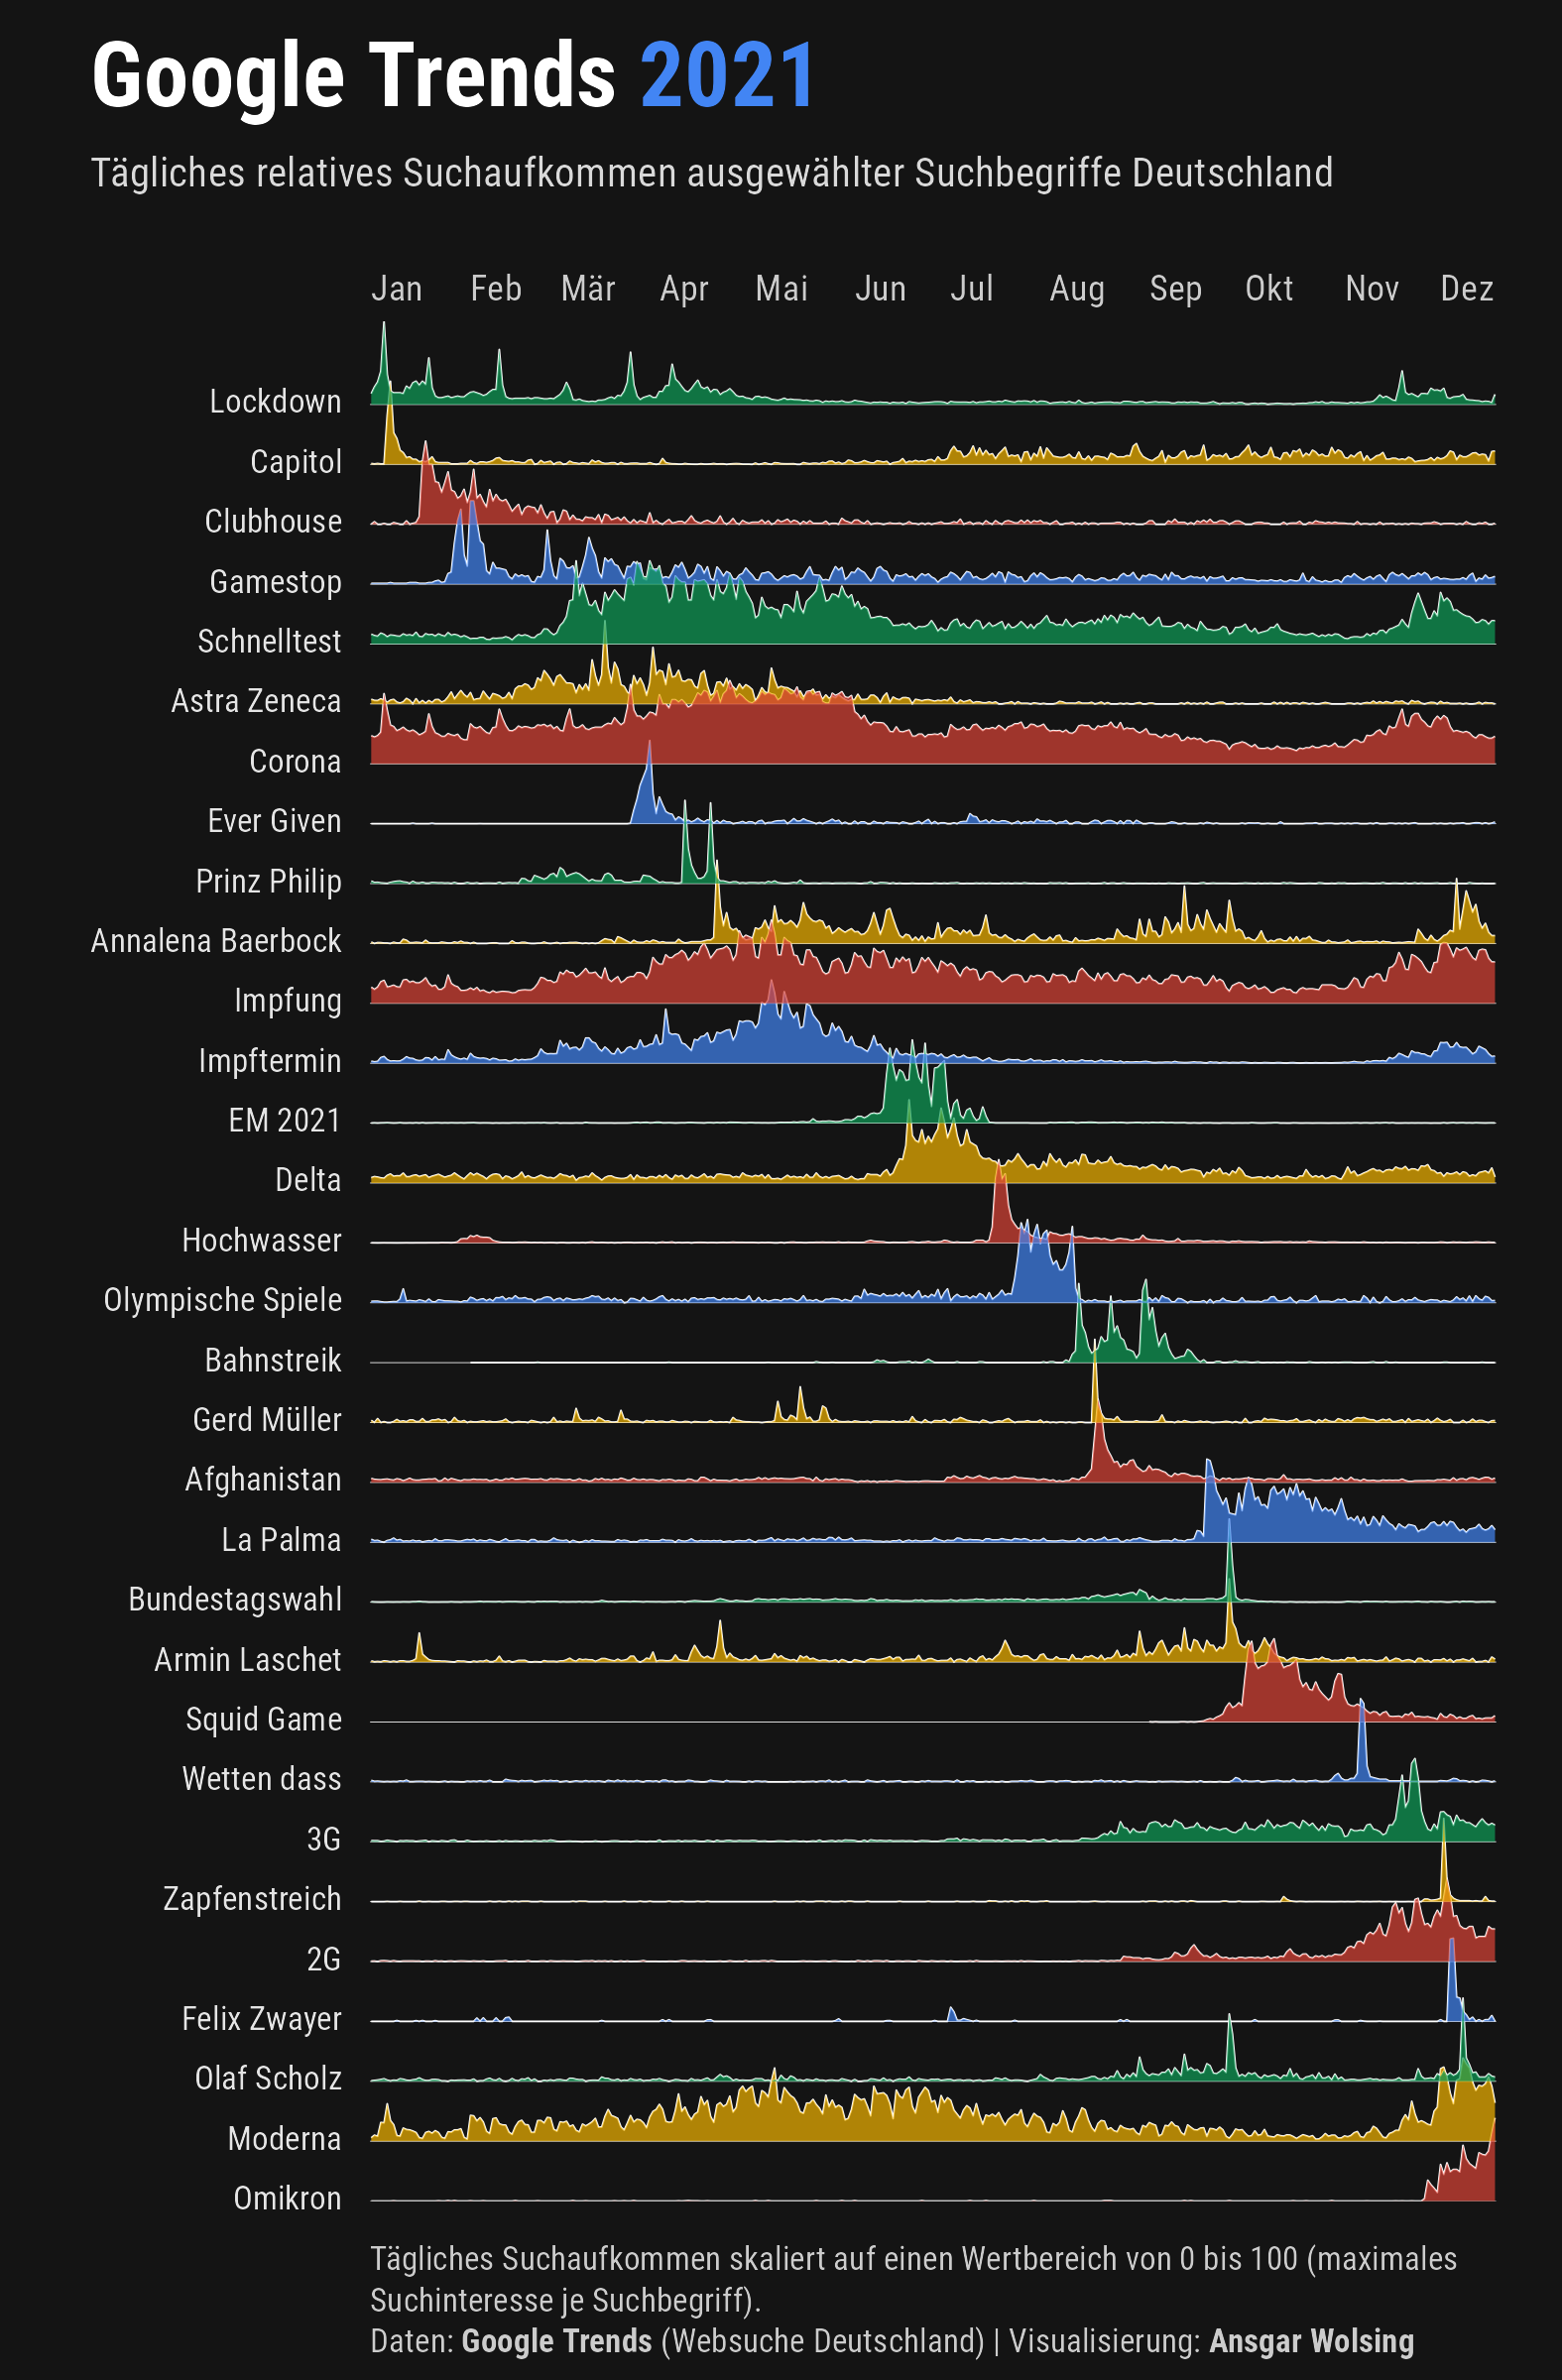 Google Trends 2021
Tägliches relatives Suchaufkommen ausgewählter Suchbegriffe Deutschland
Jan Feb Mär Apr Mai Jun Jul Aug Sep Okt Nov Dez
Lockdown
Capitol
Clubhouse
Gamestop
Schnelltest
Astra Zeneca
Corona
Ever Given
Prinz Philip
Annalena Baerbock
Impfung
Impftermin
EM 2021
Delta
Hochwasser
Olympische Spiele
Bahnstreik
Gerd Müller
Afghanistan
La Palma
Bundestagswahl
Armin Laschet
Squid Game
Wetten dass
3G
Zapfenstreich
2G
Felix Zwayer
Olaf Scholz
Moderna
Omikron
Tägliches Suchaufkommen skaliert auf einen Wertbereich von 0 bis 100 (maximales
Suchinteresse je Suchbegriff).
Daten: Google Trends (Websuche Deutschland) | Visualisierung: Ansgar Wolsing